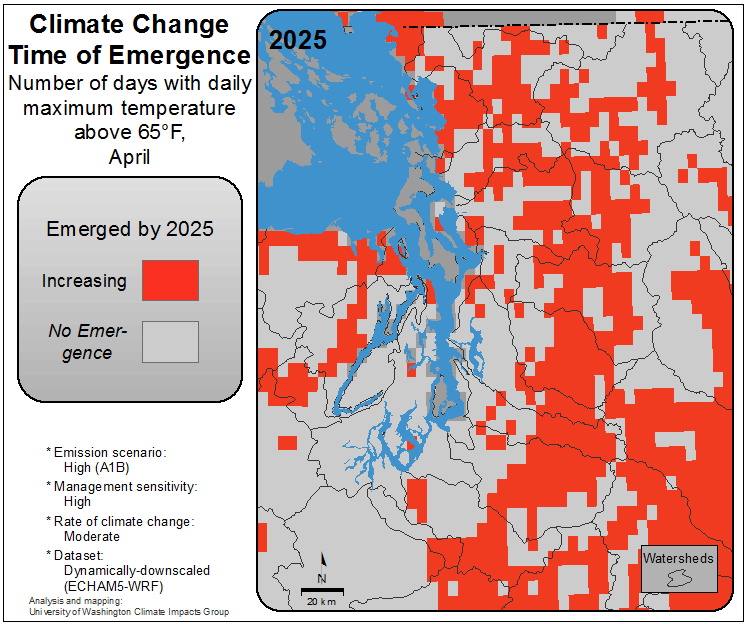 Climate Change
Time of Emergence
Number of days with daily
maximum temperature
above 65°F,
April
Emerged by 2025
Increasing
No Emer-
gence
* Emission scenario:
High (A1B)
* Management sensitivity:
High
* Rate of climate change:
Moderate
* Dataset:
Dynamically-downscaled
(ECHAM5-WRF)
Analysis and mapping:
University of Washington Climate Impacts Group
2025
N
20 km
Watersheds